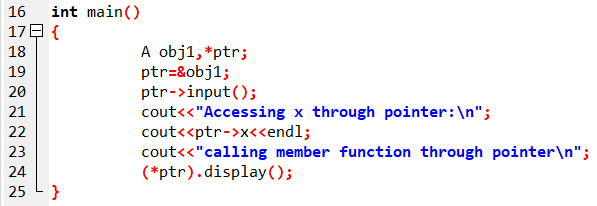 16 int main()
17 {
18 A obj1,*ptr;
19 ptr=&obj1;
20 ptr->input();
21 cout<<"Accessing x through pointer:\n";
22 cout<<ptr->x<<endl;
23 cout<<"calling member function through pointer\n";
24 (*ptr).display();
25 }